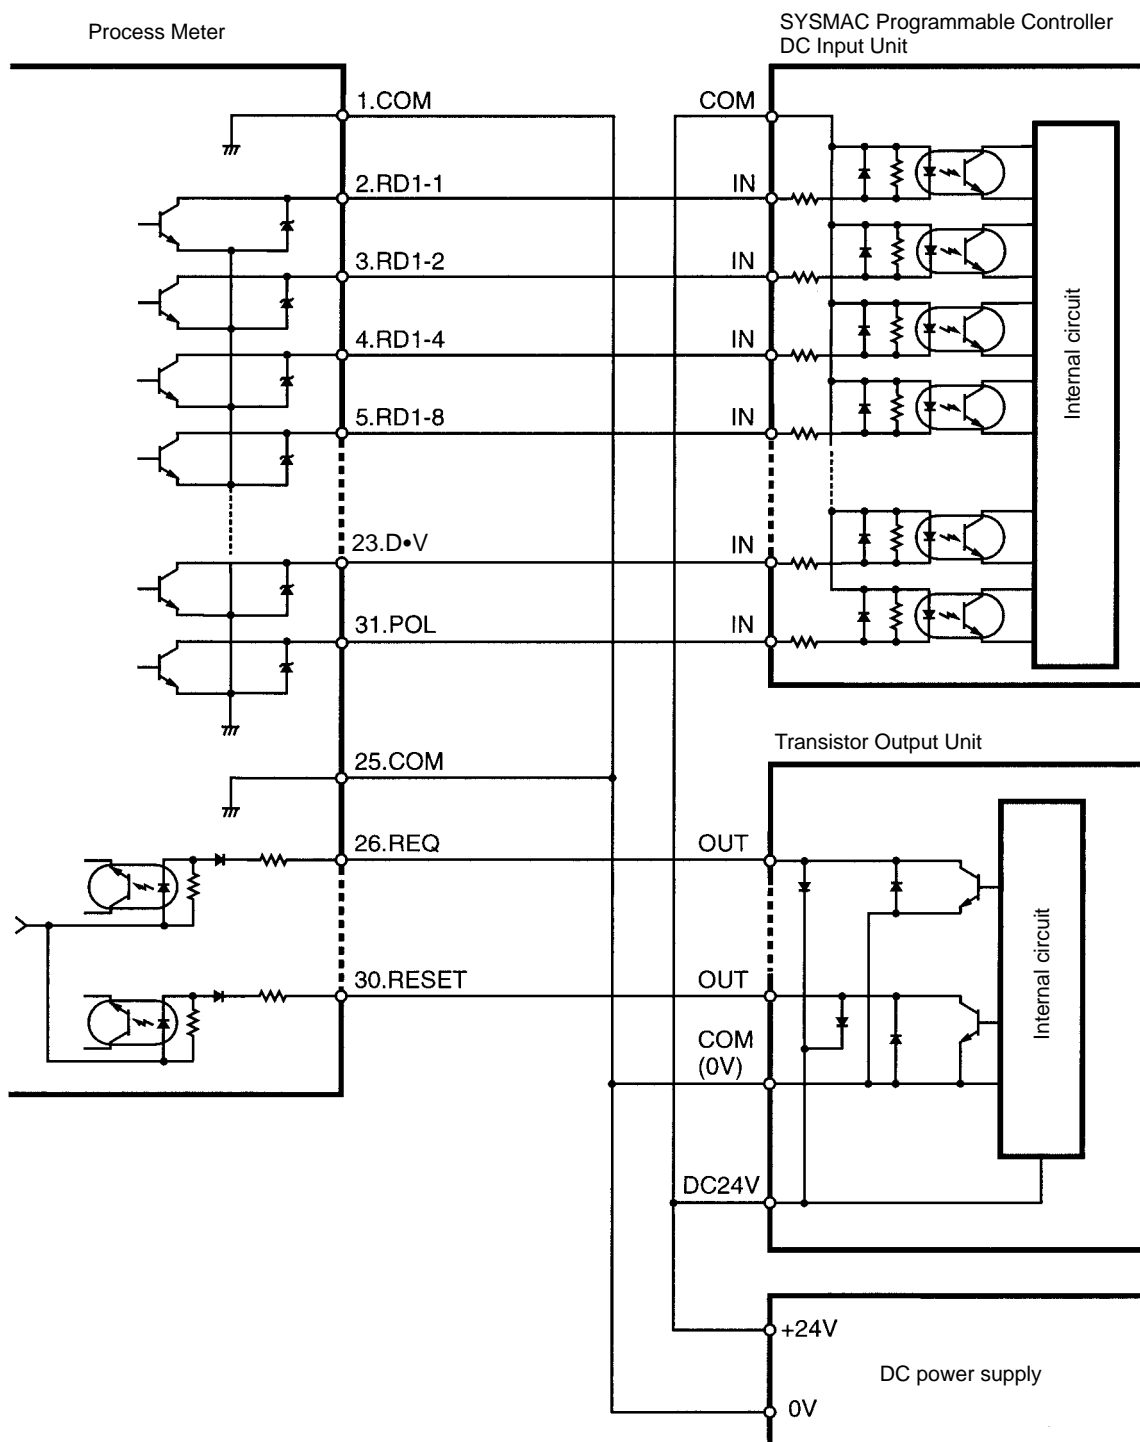 Process Meter
SYSMAC Programmable Controller
DC Input Unit
1.COM
COM
2.RD1-1
IN
3.RD1-2
IN
4.RD1-4
IN
5.RD1-8
IN
Internal circuit
23.D•V
IN
31.POL
IN
Transistor Output Unit
25.COM
26.REQ
OUT
30.RESET
OUT
COM
(0V)
Internal circuit
DC24V
+24V
DC power supply
0V